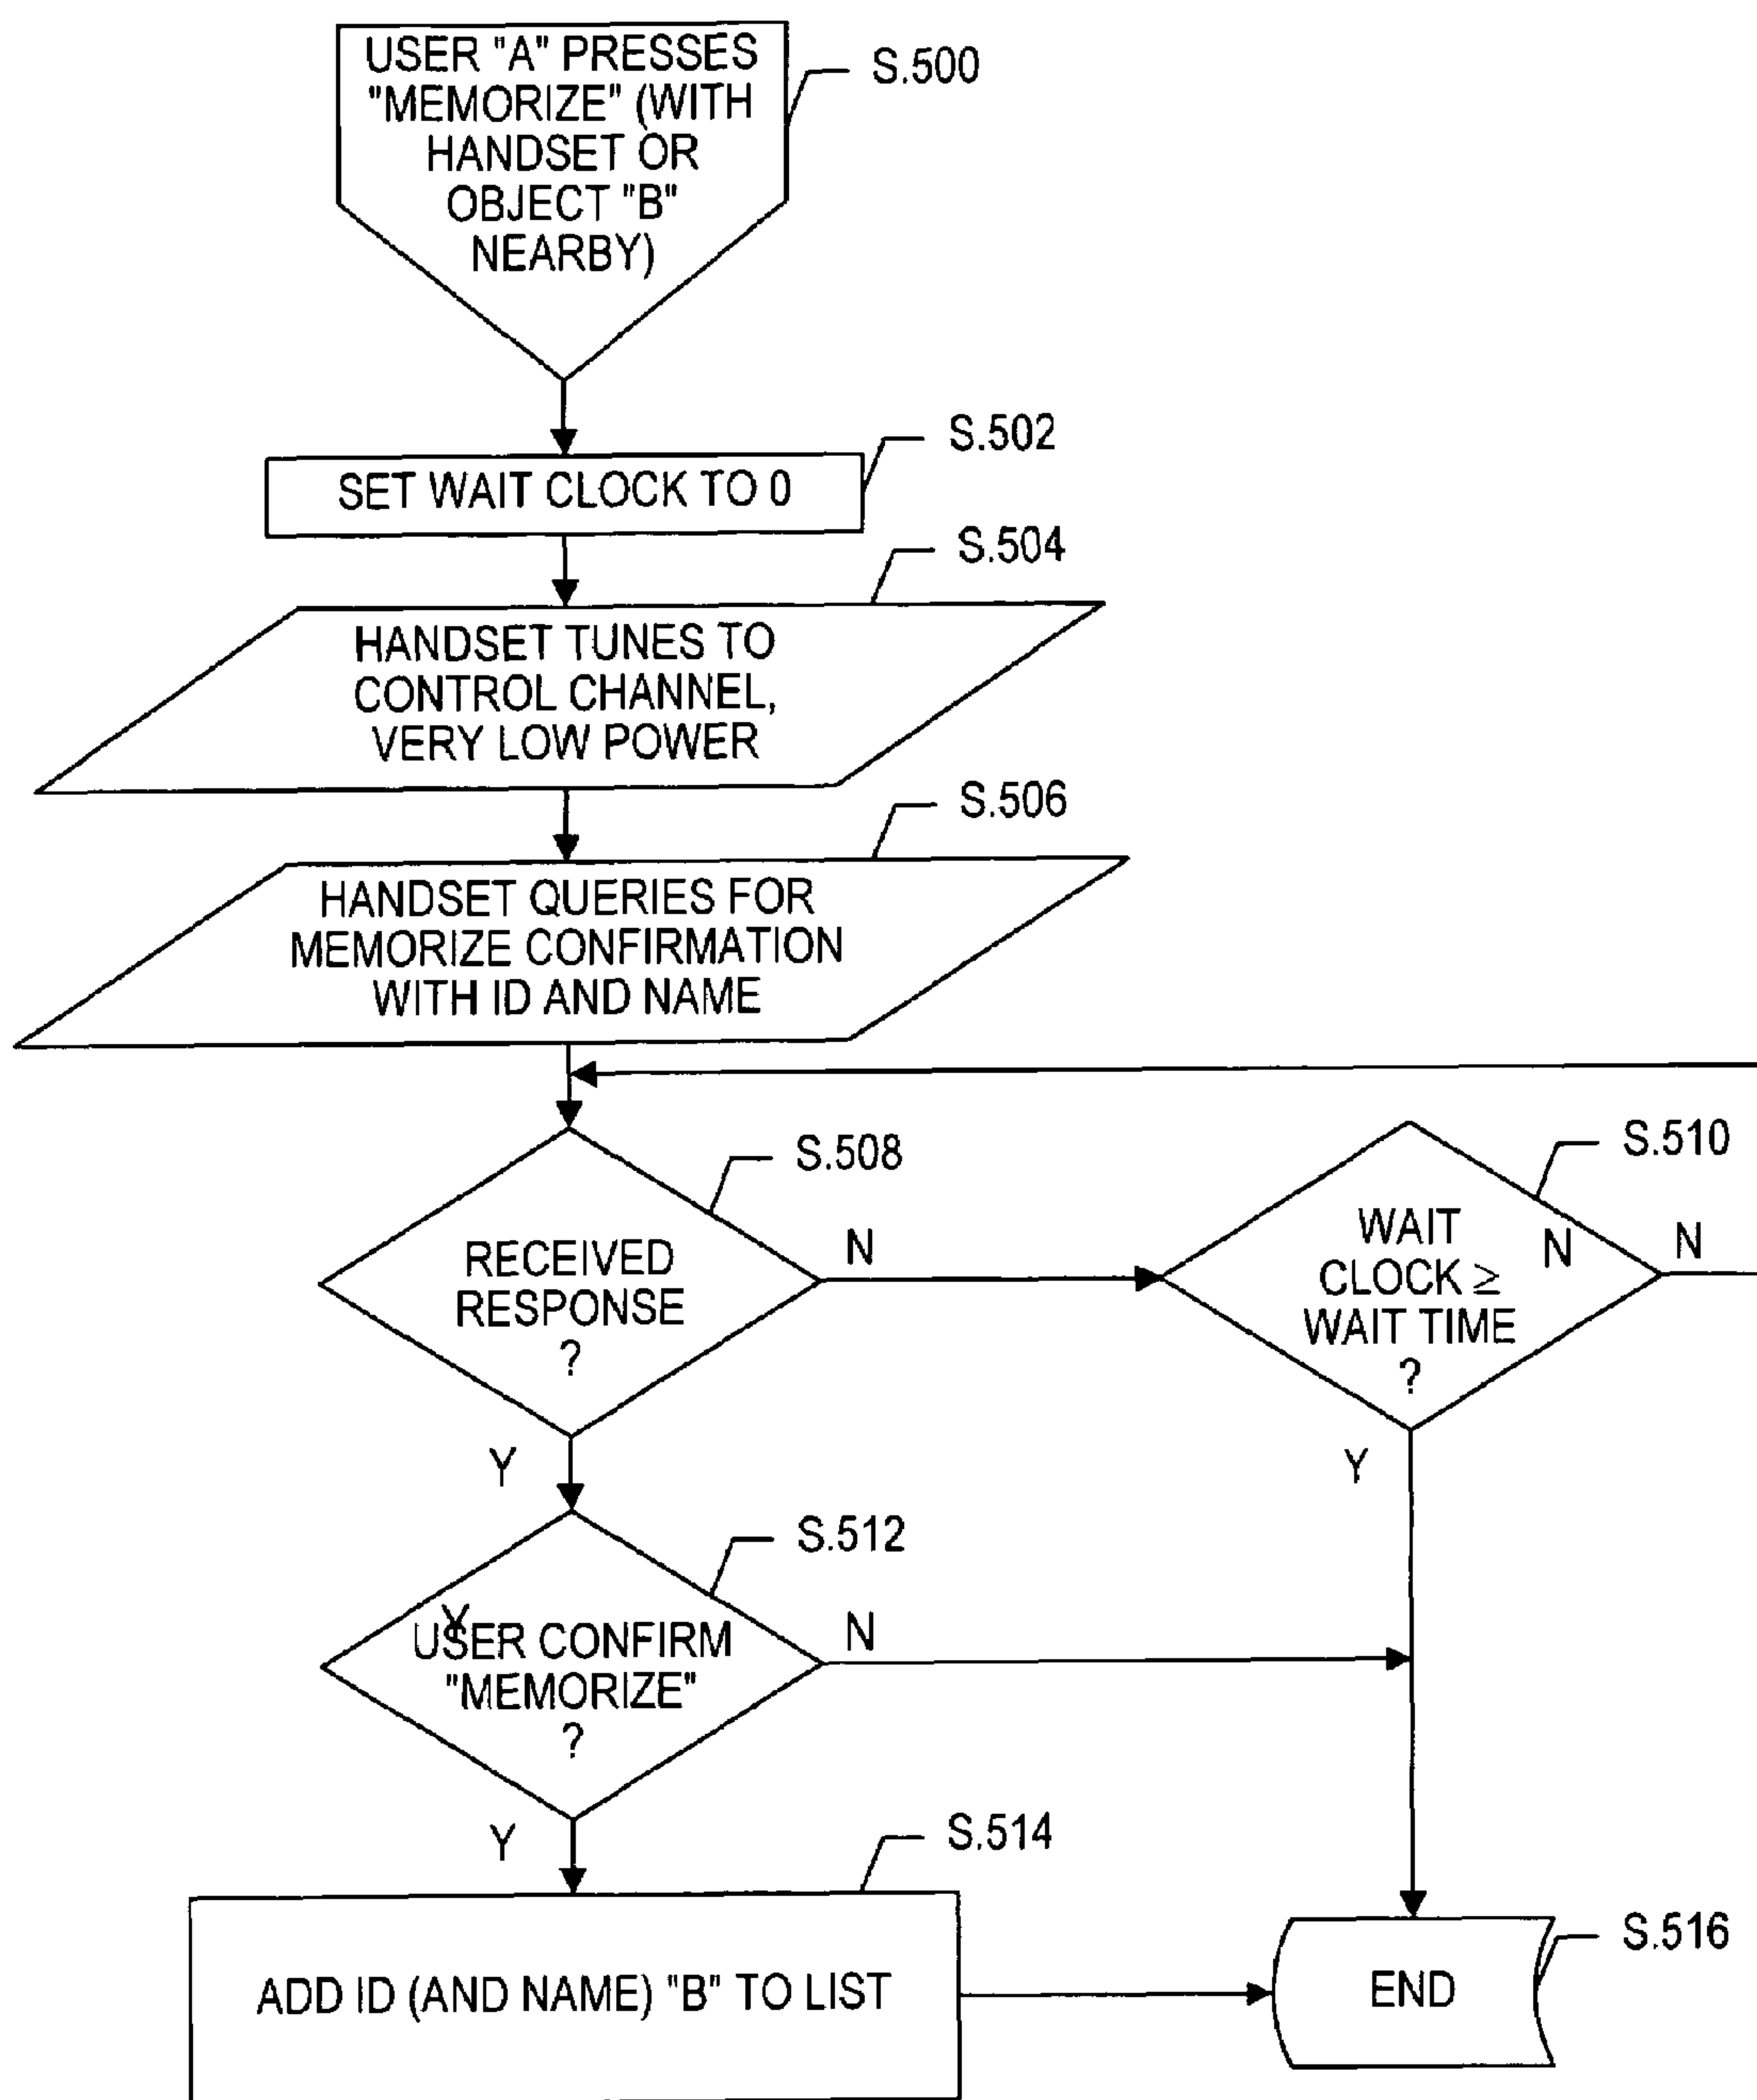 USER "A" PRESSES
"MEMORIZE" (WITH
HANDSET OR
OBJECT "B"
NEARBY)
S.500
SET WAIT CLOCK TO 0
S.502
HANDSET TUNES TO
CONTROL CHANNEL,
VERY LOW POWER
S.504
HANDSET QUERIES FOR
MEMORIZE CONFIRMATION
WITH ID AND NAME
S.506
RECEIVED
RESPONSE
?
S.508
N
Y
WAIT
CLOCK ≥
WAIT TIME
?
S.510
N
N
Y
Y
USER CONFIRM
"MEMORIZE"
?
S.512
N
Y
ADD ID (AND NAME) "B" TO LIST
S.514
END
S.516